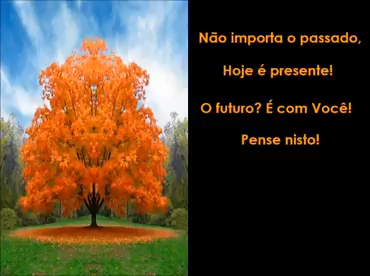 Não importa o passado,
Hoje é presente!
O futuro? É com Você!
Pense nisto!